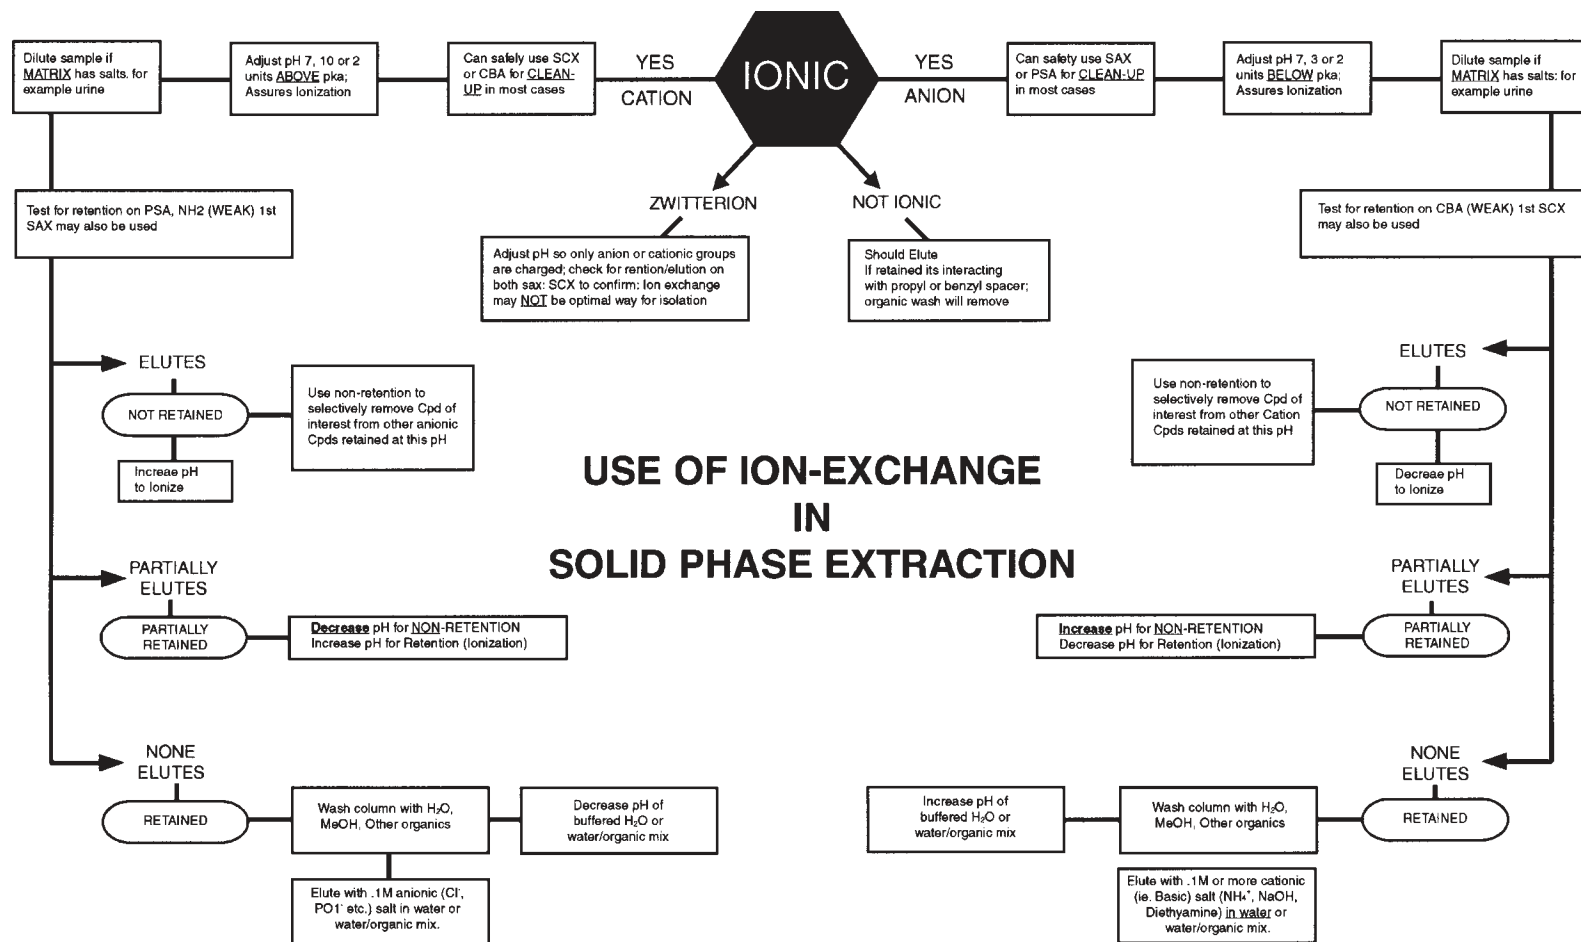 Dilute sample if
MATRIX has salts. for
example urine
Adjust pH 7, 10 or 2
units ABOVE pka;
Assures Ionization
Can safely use SCX
or CBA for CLEAN-
UP in most cases
YES
CATION
IONIC
YES
ANION
Can safety use SAX
or PSA for CLEAN-UP
in most cases
Adjust pH 7, 3 or 2
units BELOW pka;
Assures Ionization
Dilute sample if
MATRIX has salts: for
example urine
Test for retention on PSA, NH2 (WEAK) 1st
SAX may also be used
ZWITTERION
NOT IONIC
Test for retention on CBA (WEAK) 1st SCX
may also be used
Adjust pH so only anion or cationic groups
are charged; check for rention/elution on
both sax: SCX to confirm: Ion exchange
may NOT be optimal way for isolation
Should Elute
If retained its interacting
with propyl or benzyl spacer;
organic wash will remove
ELUTES
NOT RETAINED
Use non-retention to
selectively remove Cpd of
interest from other anionic
Cpds retained at this pH
Increae pH
to Ionize
ELUTES
Use non-retention to
selectively remove Cpd of
interest from other Cation
Cpds retained at this pH
NOT RETAINED
Decreae pH
to Ionize
USE OF ION-EXCHANGE
IN
SOLID PHASE EXTRACTION
PARTIALLY
ELUTES
PARTIALLY
RETAINED
Decrease pH for NON-RETENTION
Increase pH for Retention (Ionization)
PARTIALLY
ELUTES
Increase pH for NON-RETENTION
Decrease pH for Retention (Ionization)
PARTIALLY
RETAINED
NONE
ELUTES
RETAINED
Wash column with H₂O,
MeOH, Other organics
Decrease pH of
buffered H₂O or
water/organic mix
Elute with .1M anionic (Cl⁻,
PO1⁻ etc.) salt in water or
water/organic mix.
NONE
ELUTES
Increase pH of
buffered H₂O or
water/organic mix
Wash column with H₂O,
MeOH, Other organics
RETAINED
Elute with .1M or more cationic
(ie. Basic) salt (NH₄⁺, NaOH,
Diethyamine) in water or
water/organic mix.